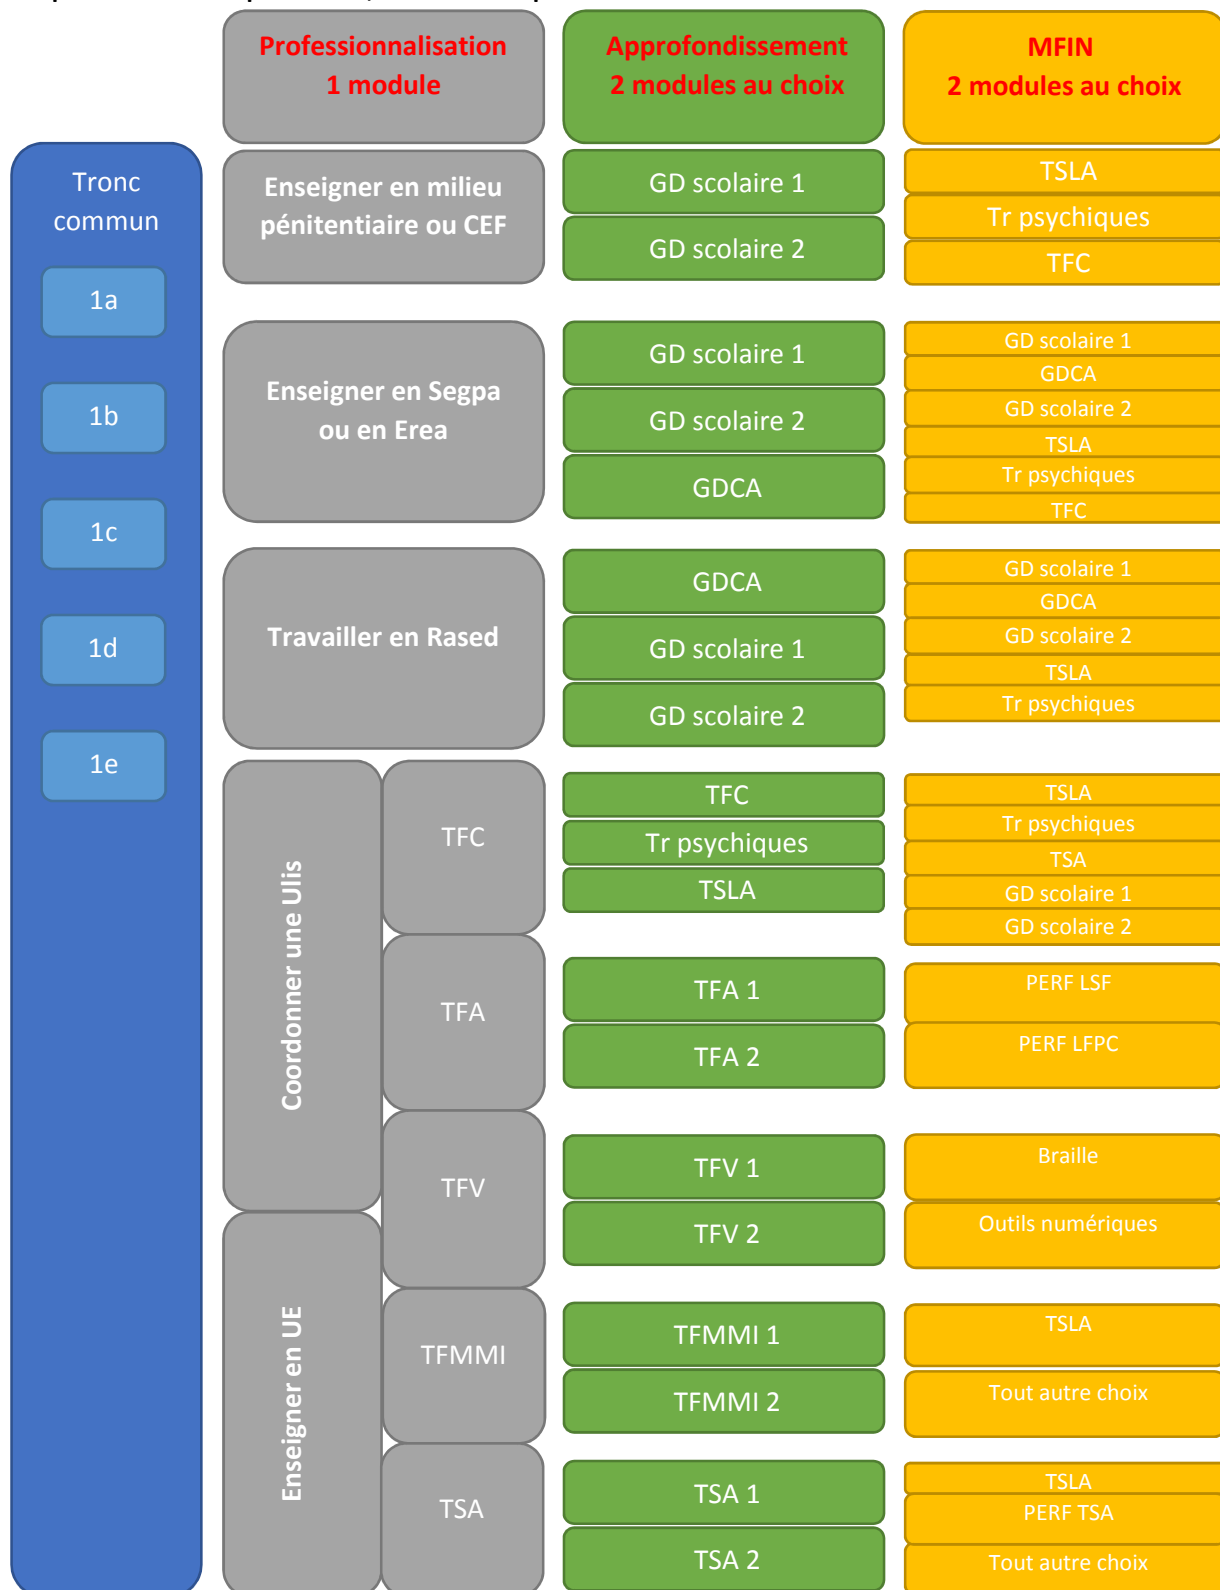 Professionnalisation
1 module
Approfondissement
2 modules au choix
MFIN
2 modules au choix
Tronc
commun
1a
1b
1c
1d
1e
Enseigner en milieu
pénitentiaire ou CEF
GD scolaire 1
GD scolaire 2
TSLA
Tr psychiques
TFC
Enseigner en Segpa
ou en Erea
GD scolaire 1
GD scolaire 2
GDCA
GD scolaire 1
GDCA
GD scolaire 2
TSLA
Tr psychiques
TFC
Travailler en Rased
GDCA
GD scolaire 1
GD scolaire 2
GD scolaire 1
GDCA
GD scolaire 2
TSLA
Tr psychiques
Coordonner une Ulis
Enseigner en UE
TFC
TFC
Tr psychiques
TSLA
TSLA
Tr psychiques
TSA
GD scolaire 1
GD scolaire 2
TFA
TFA 1
TFA 2
PERF LSF
PERF LFPC
TFV
TFV 1
TFV 2
Braille
Outils numériques
TFMMI
TFMMI 1
TFMMI 2
TSLA
Tout autre choix
TSA
TSA 1
TSA 2
TSLA
PERF TSA
Tout autre choix